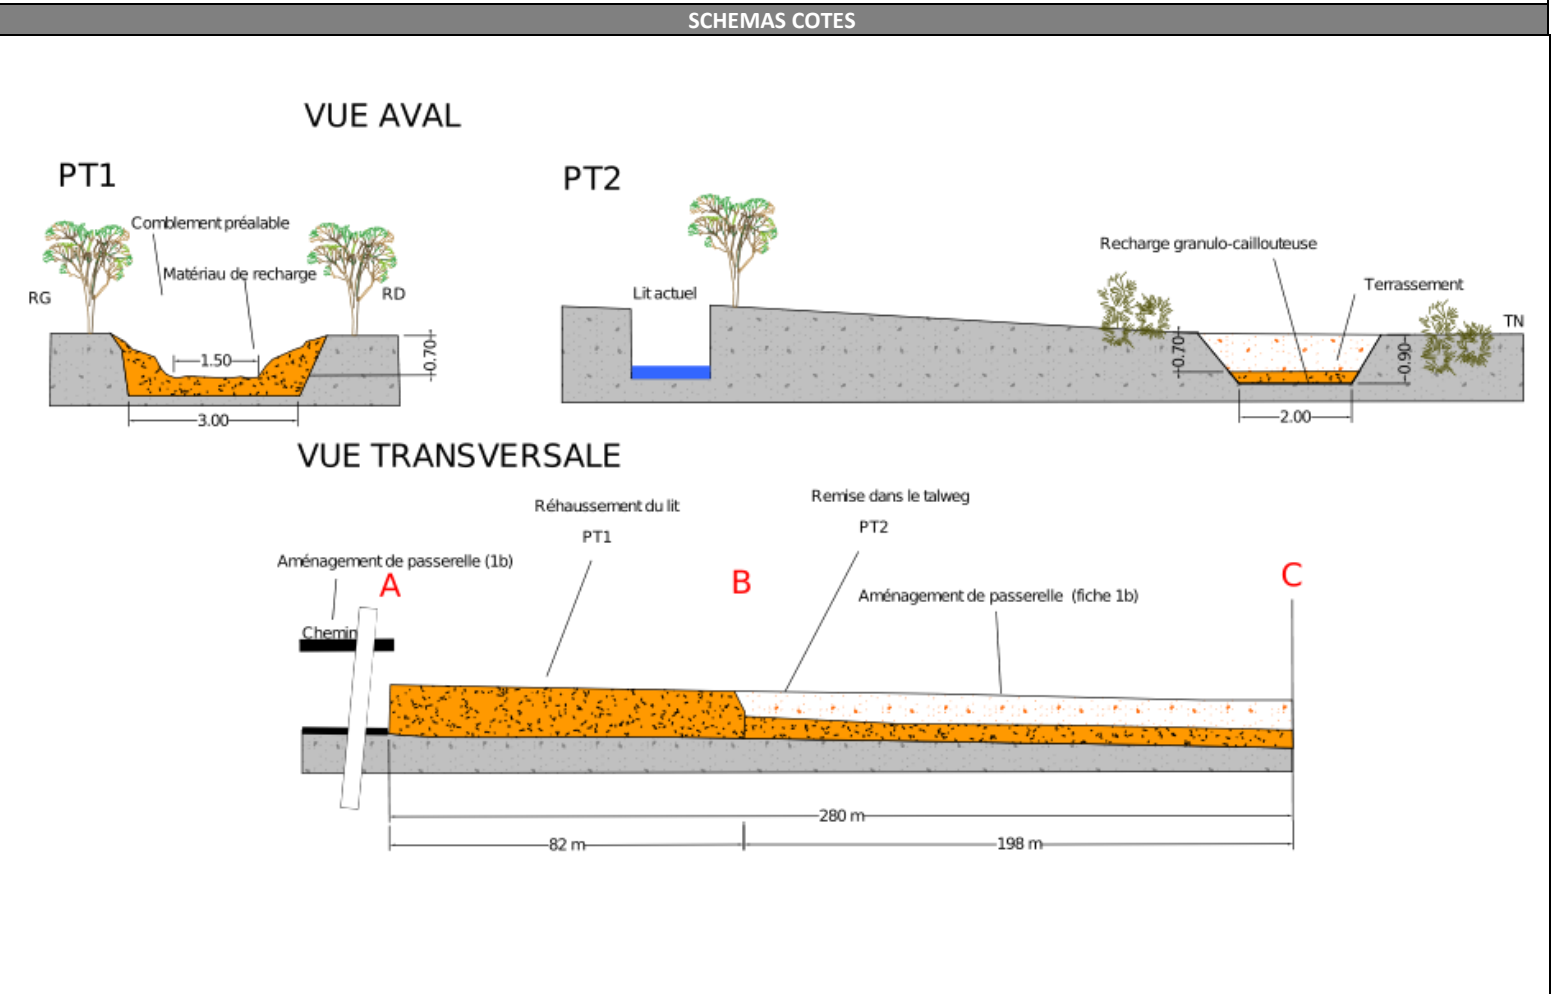 SCHEMAS COTES
VUE AVAL
PT1
PT2
Comblement préalable
Matériau de recharge
RG
RD
1.50
0.70
3.00
Lit actuel
Recharge granulo-caillouteuse
Terrassement
TN
0.70
0.90
2.00
VUE TRANSVERSALE
Réhaussement du lit
PT1
Remise dans le talweg
PT2
Aménagement de passerelle (1b)
A
B
C
Aménagement de passerelle (fiche 1b)
Chemin
280 m
82 m
198 m